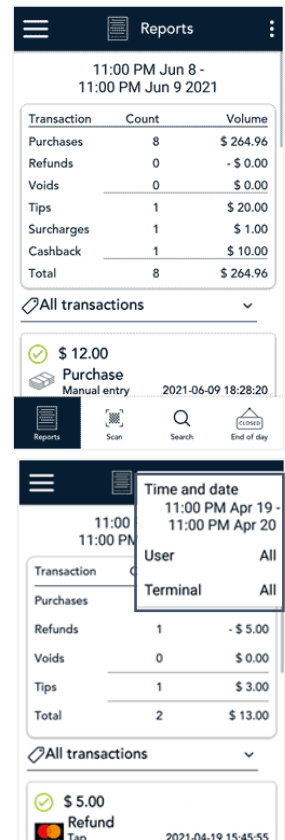 Reports
11:00 PM Jun 8 -
11:00 PM Jun 9 2021
Transaction Count Volume
Purchases 8 $ 264.96
Refunds 0 - $ 0.00
Voids 0 $ 0.00
Tips 1 $ 20.00
Surcharges 1 $ 1.00
Cashback 1 $ 10.00
Total 8 $ 264.96
All transactions
$ 12.00
Purchase
Manual entry 2021-06-09 18:28:20
CLOSED
Reports Scan Search End of day
Time and date
11:00 PM Apr 19 -
11:00 PM Apr 20
User All
Terminal All
11:00
11:00 PM
Transaction
Purchases
Refunds 1 - $ 5.00
Voids 0 $ 0.00
Tips 1 $ 3.00
Total 2 $ 13.00
All transactions
$ 5.00
Refund
Tap 2021-04-19 15:45:55